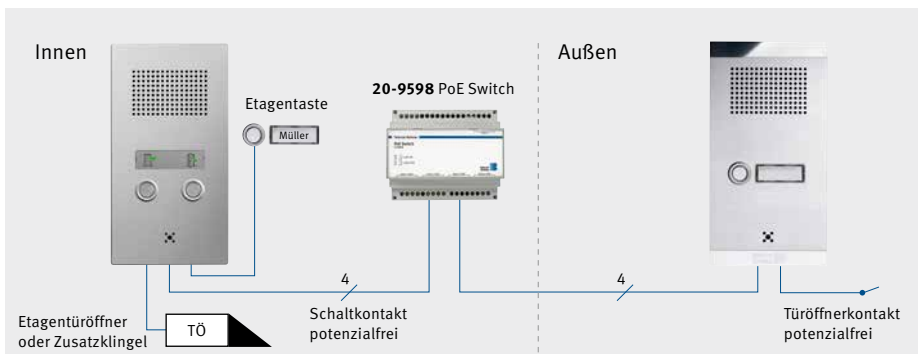 Innen
Außen
20-9598 PoE Switch
Etagentaste
Müller
4
4
Schaltkontakt
potenzialfrei
Etagentüröffner
oder Zusatzklingel
TÖ
Türöffnerkontakt
potenzialfrei